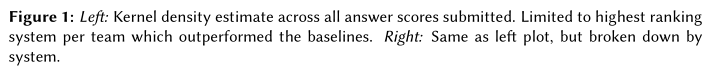 Figure 1: Left: Kernel density estimate across all answer scores submitted. Limited to highest ranking
system per team which outperformed the baselines. Right: Same as left plot, but broken down by
system.